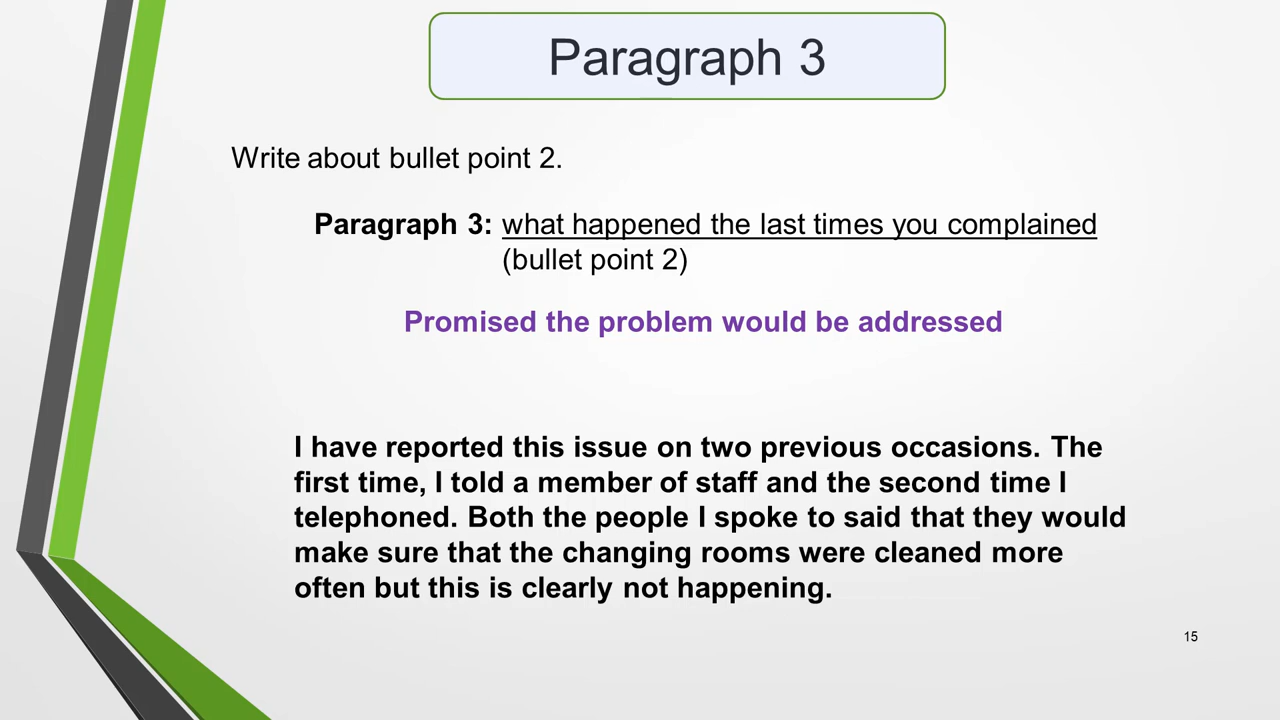 Paragraph 3
Write about bullet point 2.
Paragraph 3: what happened the last times you complained
(bullet point 2)
Promised the problem would be addressed
I have reported this issue on two previous occasions. The
first time, I told a member of staff and the second time I
telephoned. Both the people I spoke to said that they would
make sure that the changing rooms were cleaned more
often but this is clearly not happening.
15